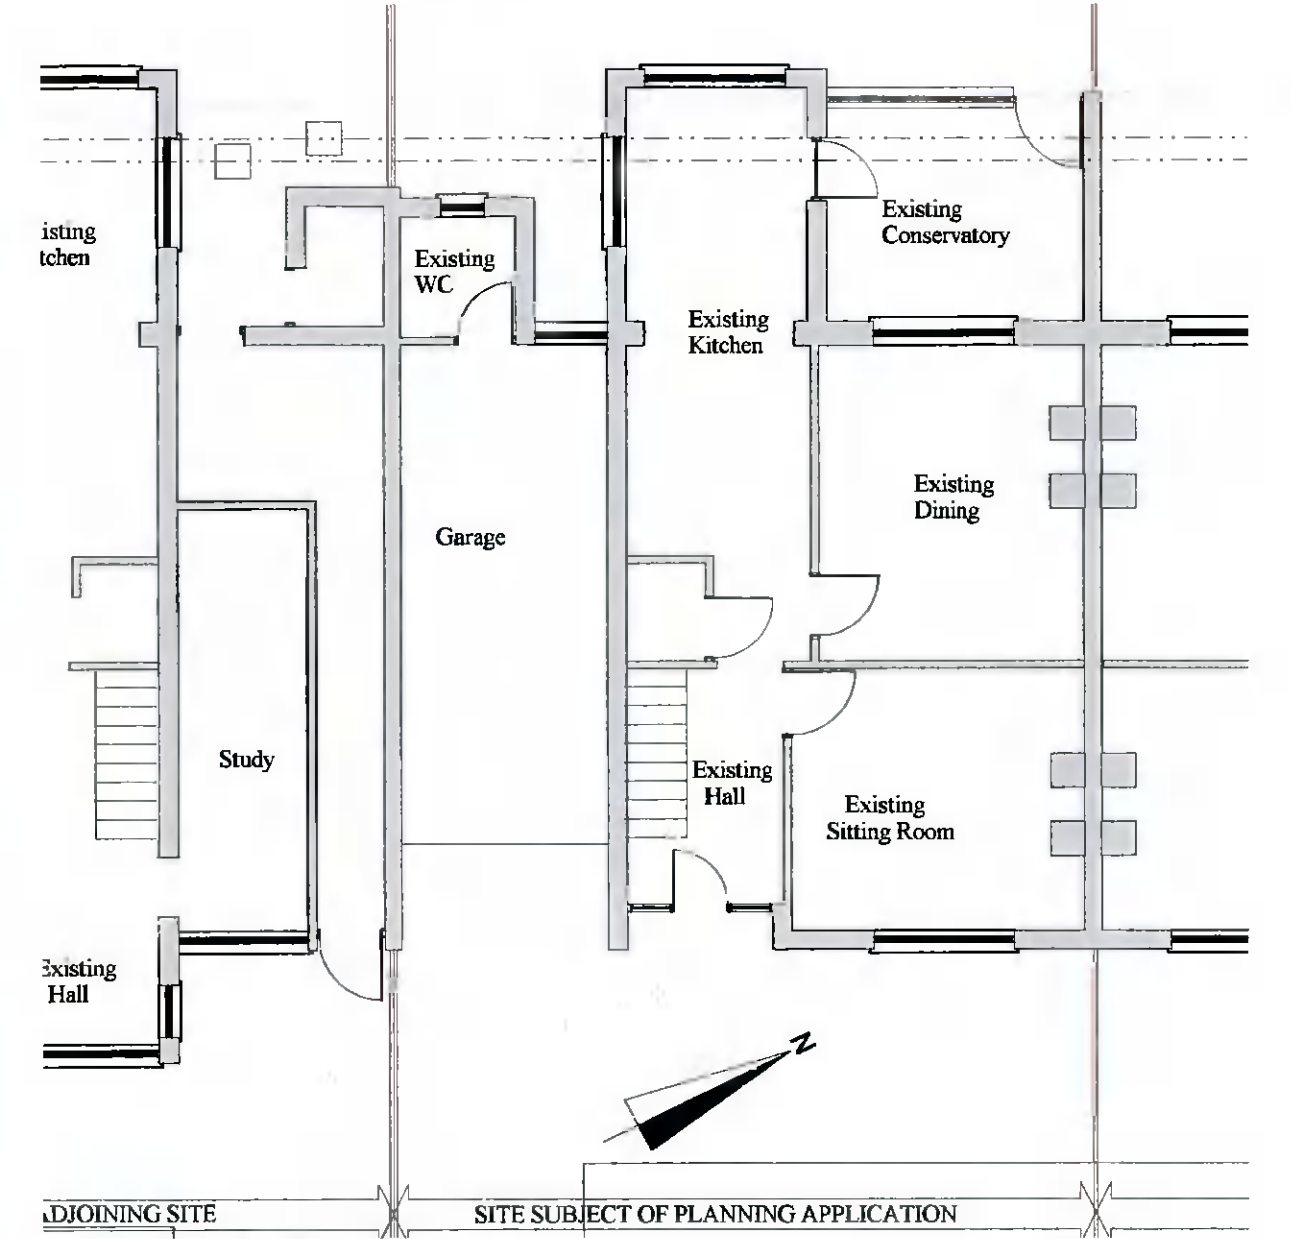 isting
tchen
Existing
WC
Existing
Conservatory
Existing
Kitchen
Existing
Dining
Garage
Study
Existing
Hall
Existing
Sitting Room
Existing
Hall
N
DJOINING SITE
SITE SUBJECT OF PLANNING APPLICATION